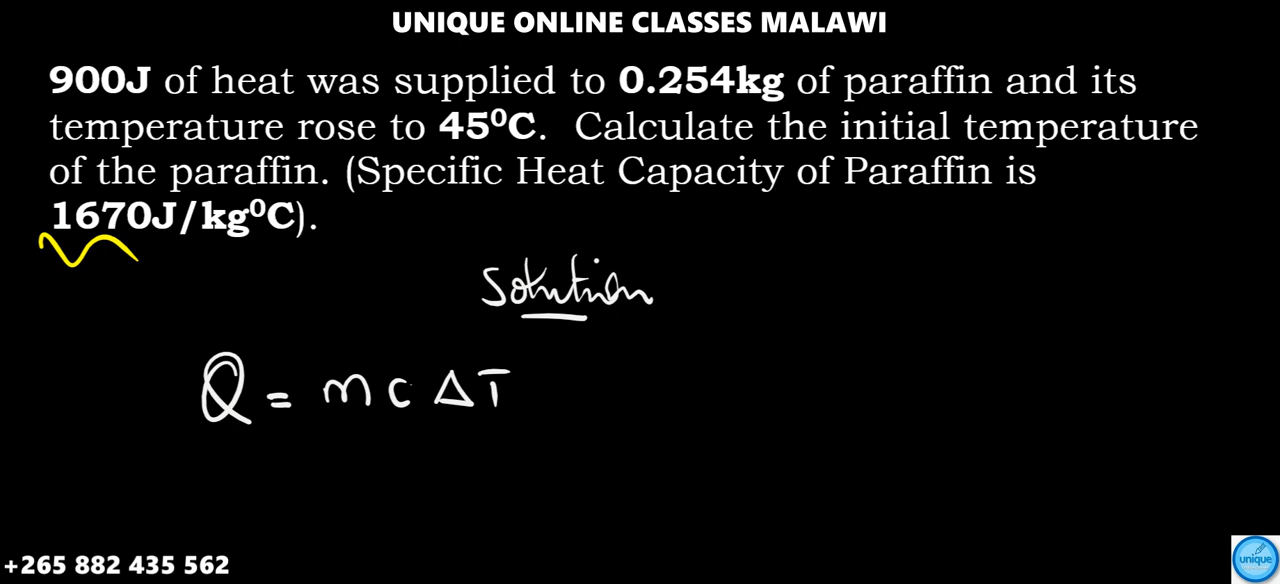 UNIQUE ONLINE CLASSES MALAWI
900J of heat was supplied to 0.254kg of paraffin and its
temperature rose to 45⁰C. Calculate the initial temperature
of the paraffin. (Specific Heat Capacity of Paraffin is
1670J/kg⁰C).
Solution
Q = mcΔT
+265 882 435 562
unique